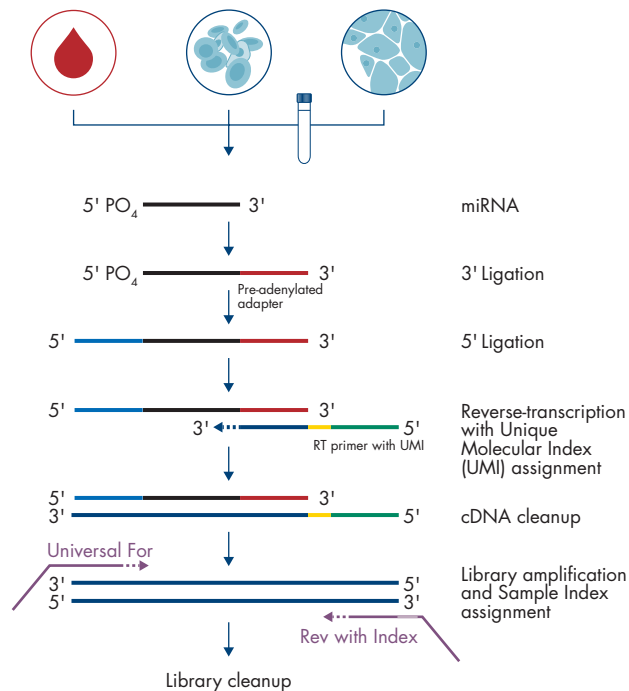 5' PO4 3' miRNA
5' PO4 3' 3' Ligation
Pre-adenylated
adapter
5' 3' 5' Ligation
5' 3' Reverse-transcription
with Unique
Molecular Index
(UMI) assignment
3' 5'
RT primer with UMI
5' 3'
3' 5' cDNA cleanup
Universal For
3' 5' Library amplification
and Sample Index
assignment
5' 3'
Rev with Index
Library cleanup